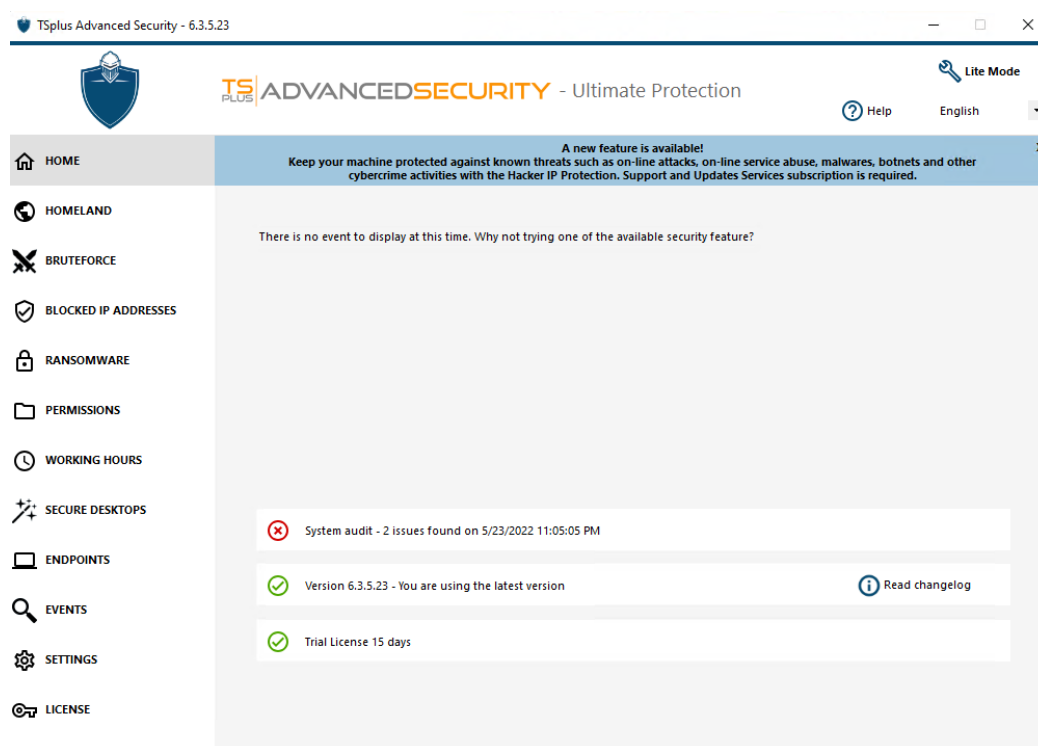 TSplus Advanced Security - 6.3.5.23
TS PLUS ADVANCEDSECURITY - Ultimate Protection
Lite Mode
Help
English
HOME
HOMELAND
BRUTEFORCE
BLOCKED IP ADDRESSES
RANSOMWARE
PERMISSIONS
WORKING HOURS
SECURE DESKTOPS
ENDPOINTS
EVENTS
SETTINGS
LICENSE
A new feature is available!
Keep your machine protected against known threats such as on-line attacks, on-line service abuse, malwares, botnets and other
cybercrime activities with the Hacker IP Protection. Support and Updates Services subscription is required.
There is no event to display at this time. Why not trying one of the available security feature?
System audit - 2 issues found on 5/23/2022 11:05:05 PM
Version 6.3.5.23 - You are using the latest version
Read changelog
Trial License 15 days